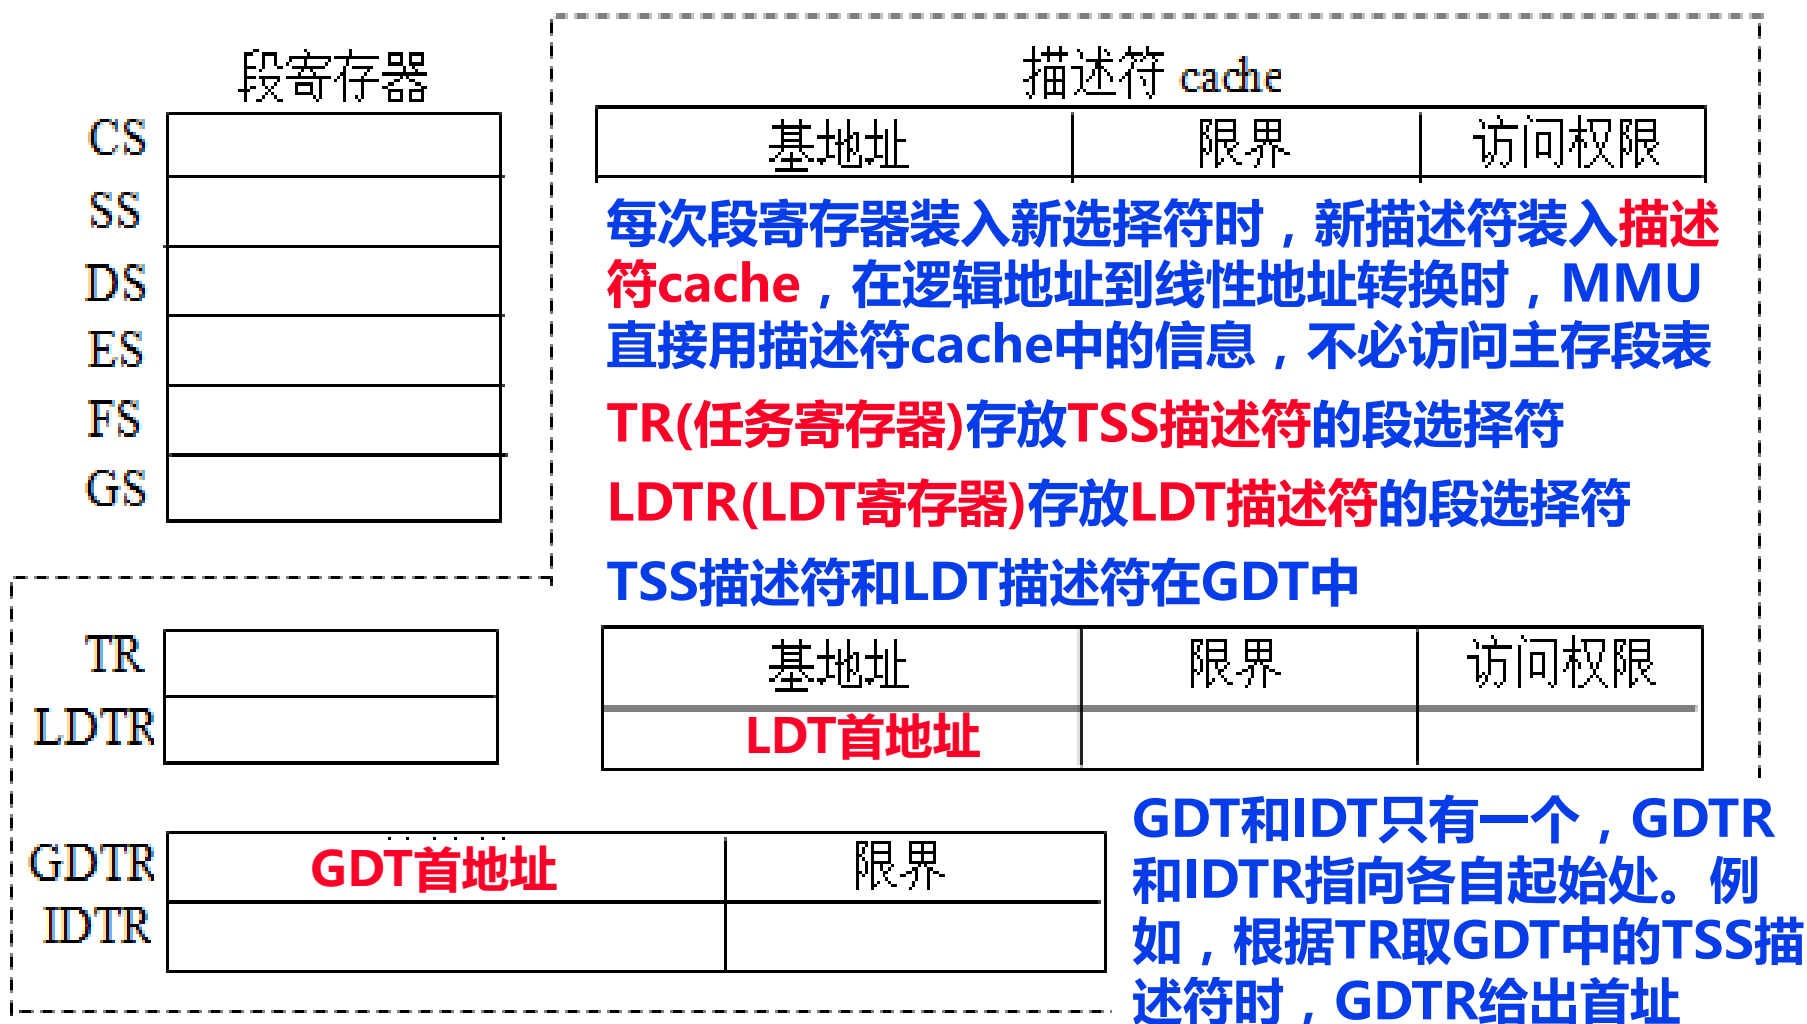 段寄存器
描述符 cache
CS
基地址 限界 访问权限
SS
每次段寄存器装入新选择符时，新描述符装入描述
DS
符cache，在逻辑地址到线性地址转换时，MMU
ES
直接用描述符cache中的信息，不必访问主存段表
FS
TR(任务寄存器)存放TSS描述符的段选择符
GS
LDTR(LDT寄存器)存放LDT描述符的段选择符
TSS描述符和LDT描述符在GDT中
TR
基地址 限界 访问权限
LDTR
LDT首地址
GDTR
GDT首地址 限界
IDTR
GDT和IDT只有一个，GDTR
和IDTR指向各自起始处。例
如，根据TR取GDT中的TSS描
述符时，GDTR给出首址